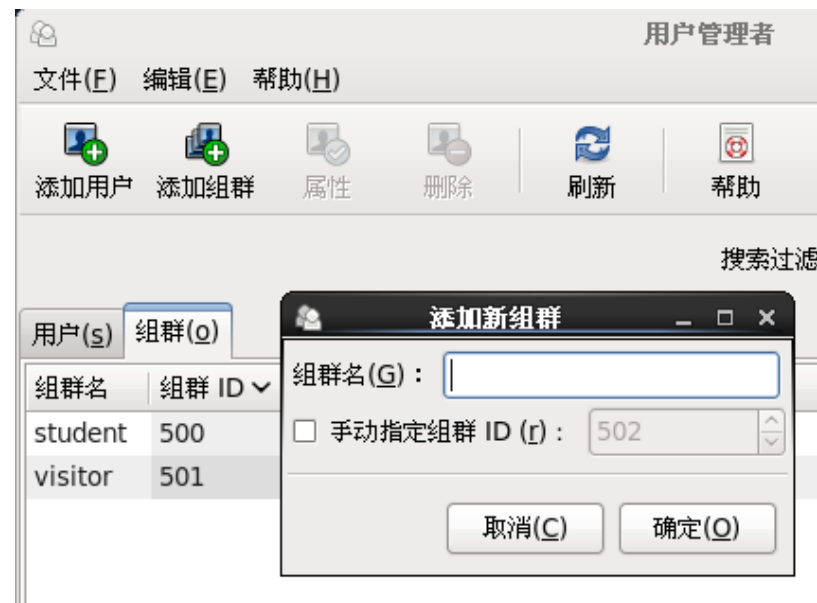 用户管理者
文件(F) 编辑(E) 帮助(H)
添加用户 添加组群 属性 删除 刷新 帮助
搜索过滤
用户(s) 组群(o)
组群名 组群 ID
student 500
visitor 501
添加新组群
组群名(G)：
手动指定组群 ID (r)： 502
取消(C) 确定(O)